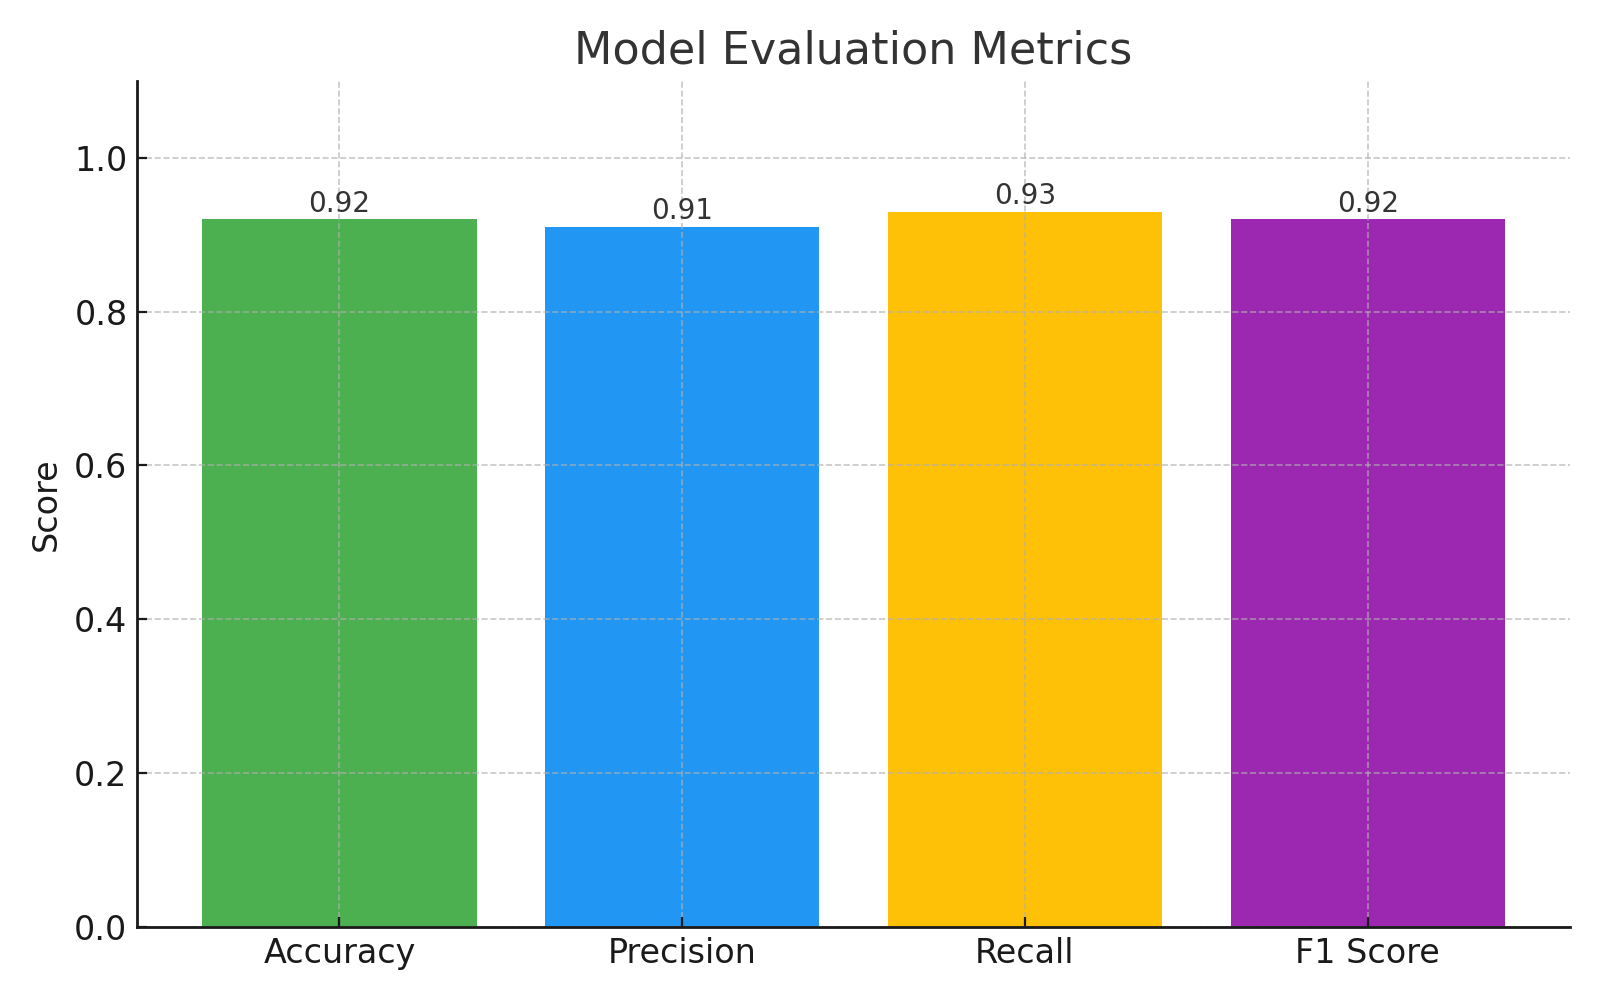 Model Evaluation Metrics
1.0
0.8
0.6
0.4
0.2
0.0
Score
0.92
0.91
0.93
0.92
Accuracy
Precision
Recall
F1 Score